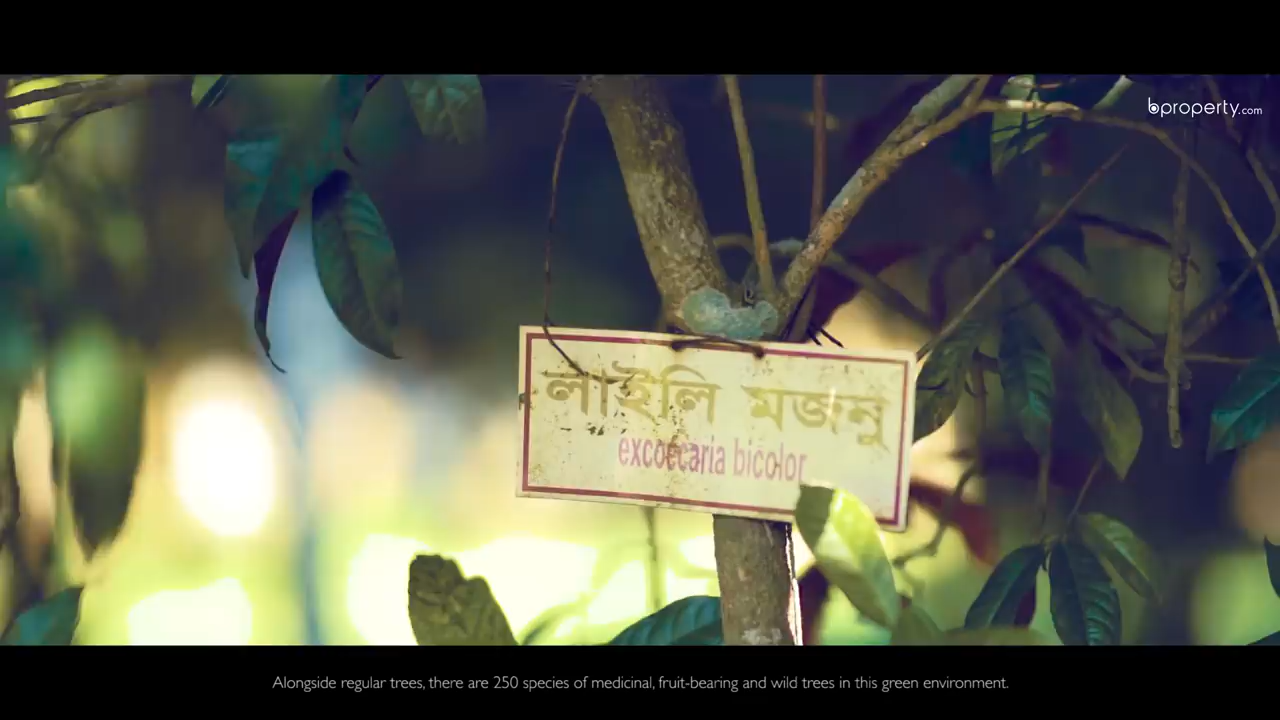 bproperty.com
লাইলি মজনু
excoecaria bicolor
Alongside regular trees, there are 250 species of medicinal, fruit-bearing and wild trees in this green environment.